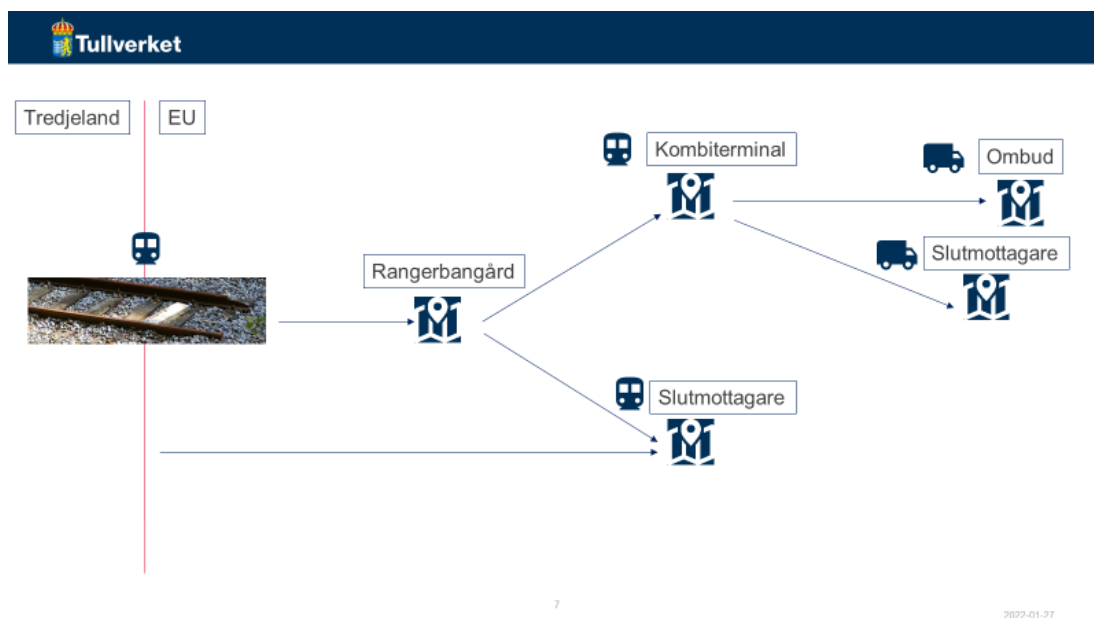 Tullverket
Tredjeland
EU
Kombiterminal
Ombud
Slutmottagare
Rangerbangård
Slutmottagare
7
2022-01-27